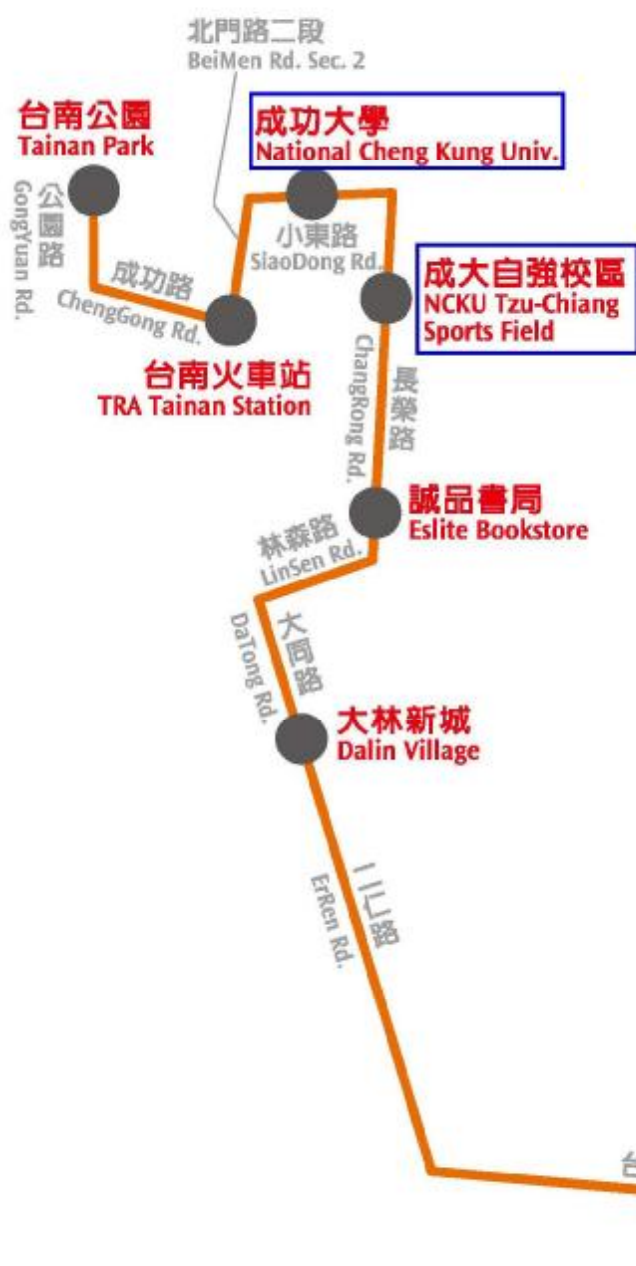 北門路二段
BeiMen Rd. Sec. 2
台南公園
Tainan Park
成功大學
National Cheng Kung Univ.
公園路
GongYuan Rd.
成功路
ChengGong Rd.
小東路
SiaoDong Rd.
成大自強校區
NCKU Tzu-Chiang
Sports Field
台南火車站
TRA Tainan Station
長榮路
ChangRong Rd.
誠品書局
Eslite Bookstore
林森路
LinSen Rd.
大同路
DaTong Rd.
大林新城
Dalin Village
二仁路
ErRen Rd.
台